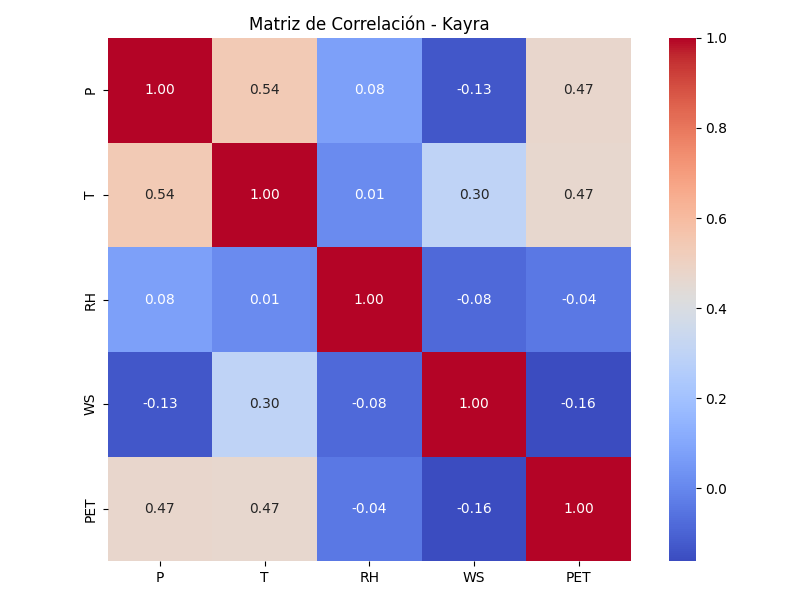 Matriz de Correlación - Kayra
P 1.00 0.54 0.08 -0.13 0.47
T 0.54 1.00 0.01 0.30 0.47
RH 0.08 0.01 1.00 -0.08 -0.04
WS -0.13 0.30 -0.08 1.00 -0.16
PET 0.47 0.47 -0.04 -0.16 1.00
P T RH WS PET
1.0
0.8
0.6
0.4
0.2
0.0